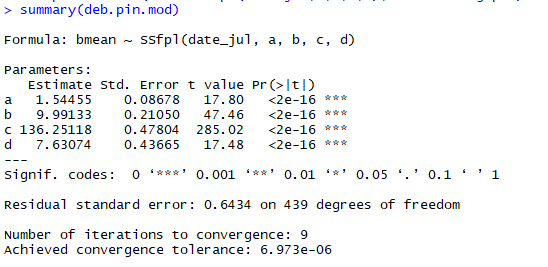 > summary(deb.pin.mod)
Formula: bmean ~ SSfpl(date_jul, a, b, c, d)
Parameters:
Estimate Std. Error t value Pr(>|t|)
a 1.54455 0.08678 17.80 <2e-16 ***
b 9.99133 0.21050 47.46 <2e-16 ***
c 136.25118 0.47804 285.02 <2e-16 ***
d 7.63074 0.43665 17.48 <2e-16 ***
---
Signif. codes: 0 ‘***’ 0.001 ‘**’ 0.01 ‘*’ 0.05 ‘.’ 0.1 ‘ ’ 1
Residual standard error: 0.6434 on 439 degrees of freedom
Number of iterations to convergence: 9
Achieved convergence tolerance: 6.973e-06